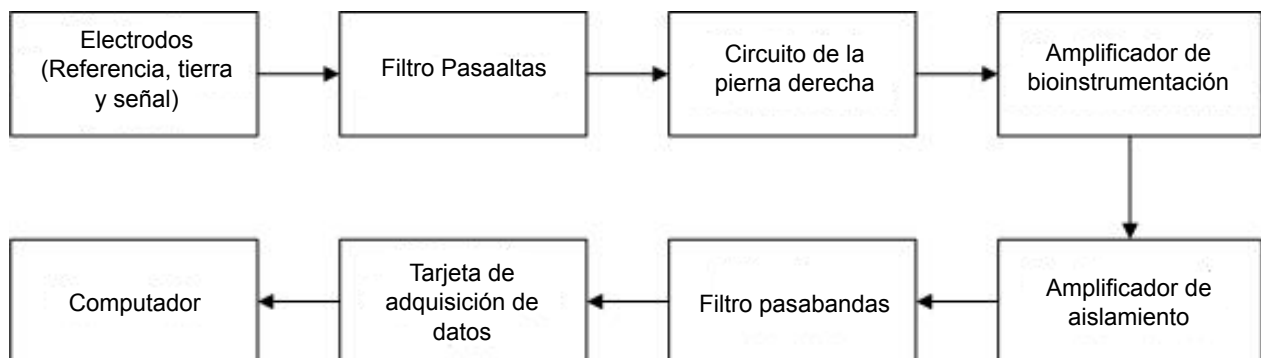 Electrodos
(Referencia, tierra
y señal)
Filtro Pasaaltas
Circuito de la
pierna derecha
Amplificador de
bioinstrumentación
Amplificador de
aislamiento
Filtro pasabandas
Tarjeta de
adquisición de
datos
Computador